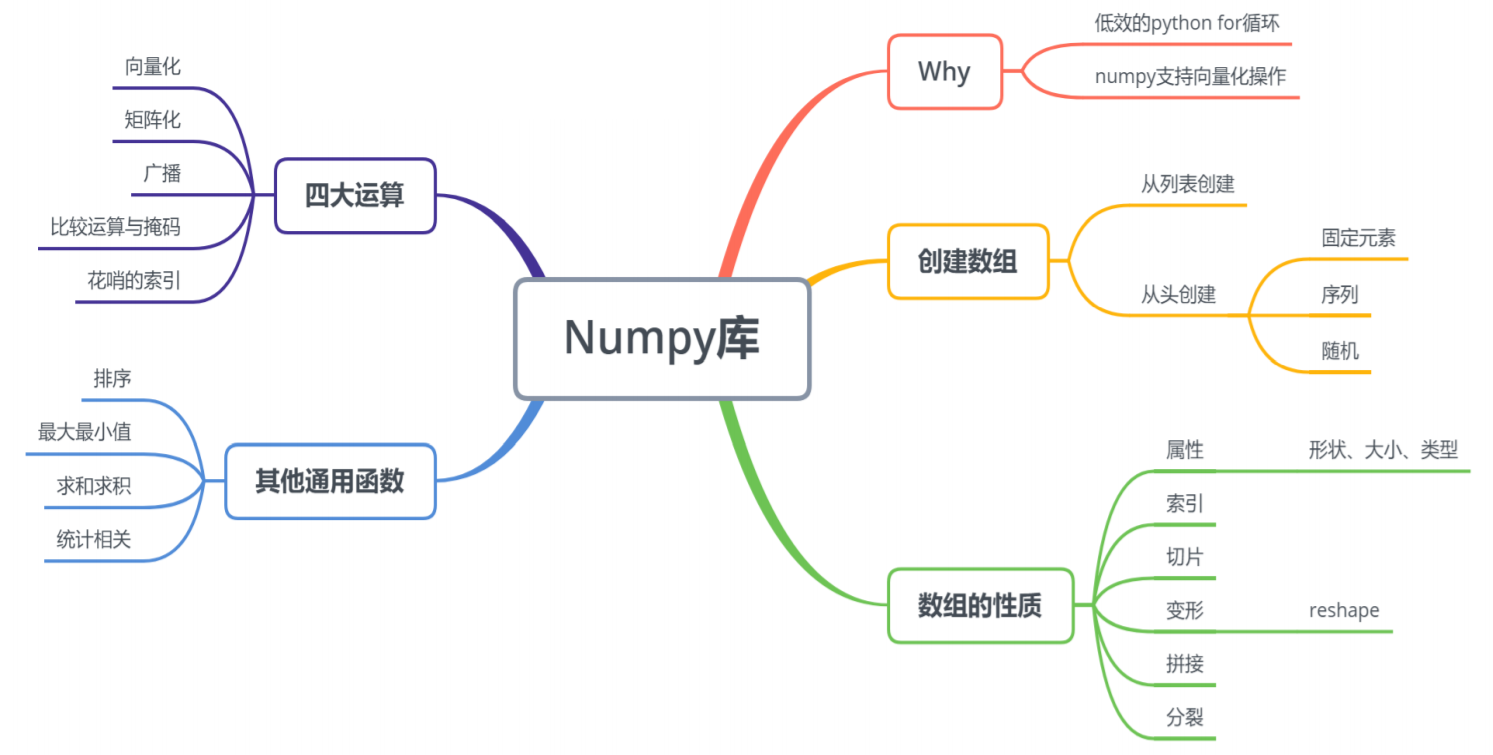 Numpy库
Why
低效的python for循环
numpy支持向量化操作
创建数组
从列表创建
从头创建
固定元素
序列
随机
数组的性质
属性
形状、大小、类型
索引
切片
变形
reshape
拼接
分裂
四大运算
向量化
矩阵化
广播
比较运算与掩码
花哨的索引
其他通用函数
排序
最大最小值
求和求积
统计相关